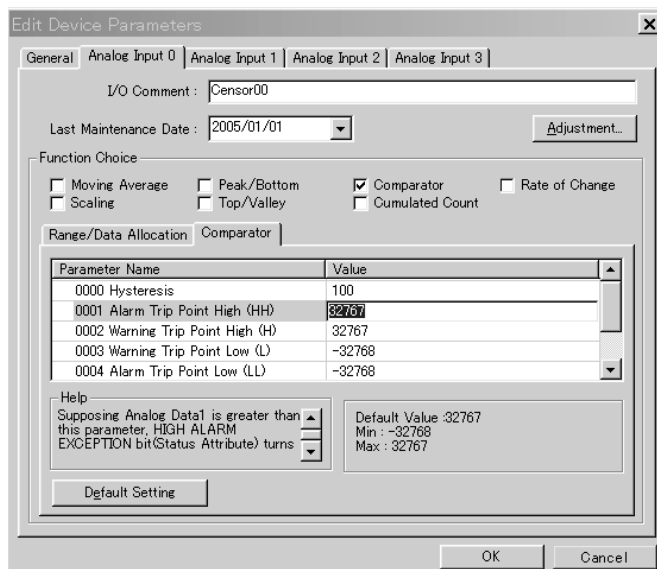 Edit Device Parameters
General Analog Input 0 Analog Input 1 Analog Input 2 Analog Input 3
I/O Comment : Censor00
Last Maintenance Date : 2005/01/01 Adjustment...
Function Choice
Moving Average Peak/Bottom Comparator Rate of Change
Scaling Top/Valley Cumulated Count
Range/Data Allocation Comparator
Parameter Name Value
0000 Hysteresis 100
0001 Alarm Trip Point High (HH) 32767
0002 Warning Trip Point High (H) 32767
0003 Warning Trip Point Low (L) -32768
0004 Alarm Trip Point Low (LL) -32768
Help
Supposing Analog Data1 is greater than
this parameter, HIGH ALARM
EXCEPTION bit(Status Attribute) turns
Default Value :32767
Min : -32768
Max : 32767
Default Setting
OK Cancel